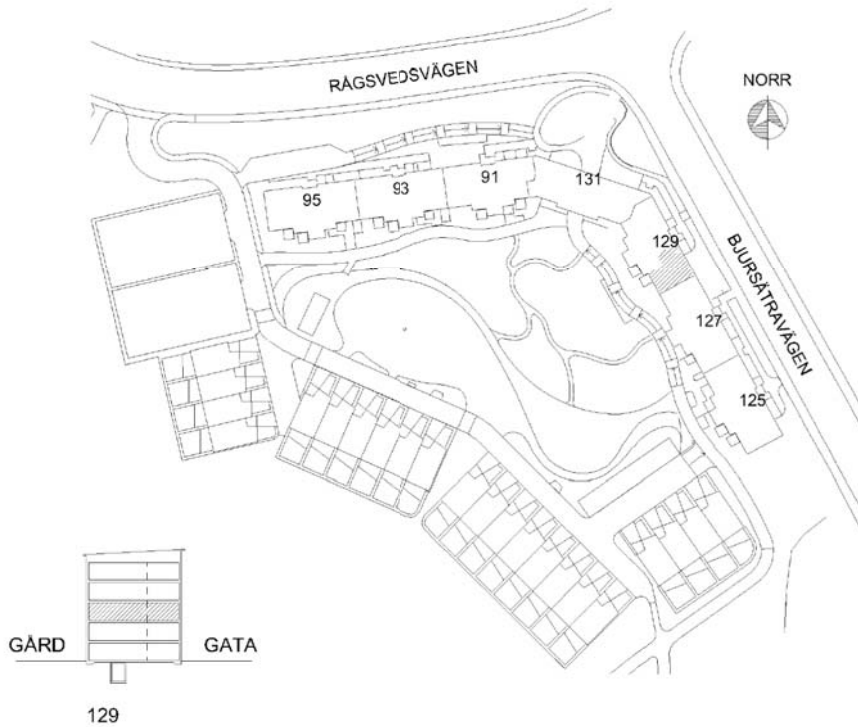 RÅGSVEDSVÄGEN
NORR
95
93
91
131
129
BJURSÄTRAVÄGEN
127
125
GÅRD
GATA
129